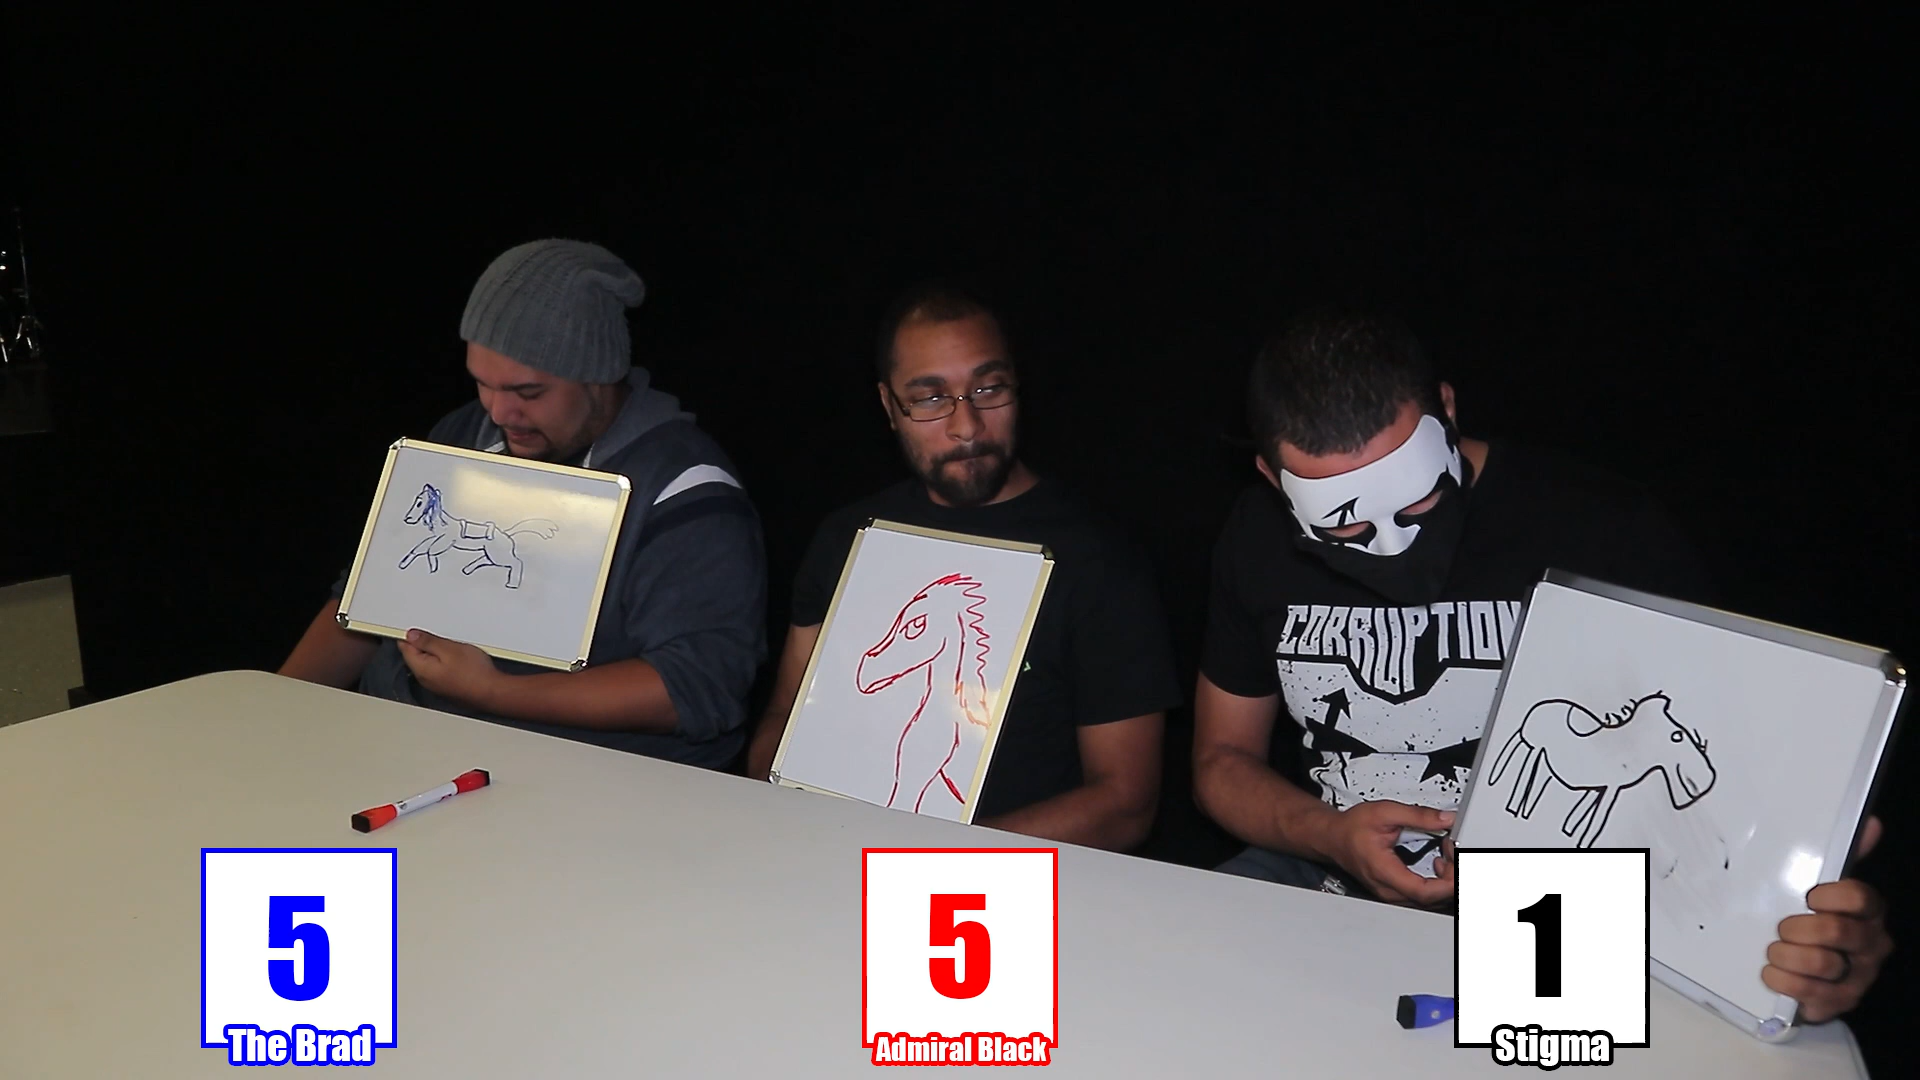 CORRUPTION
5
The Brad
5
Admiral Black
1
Stigma